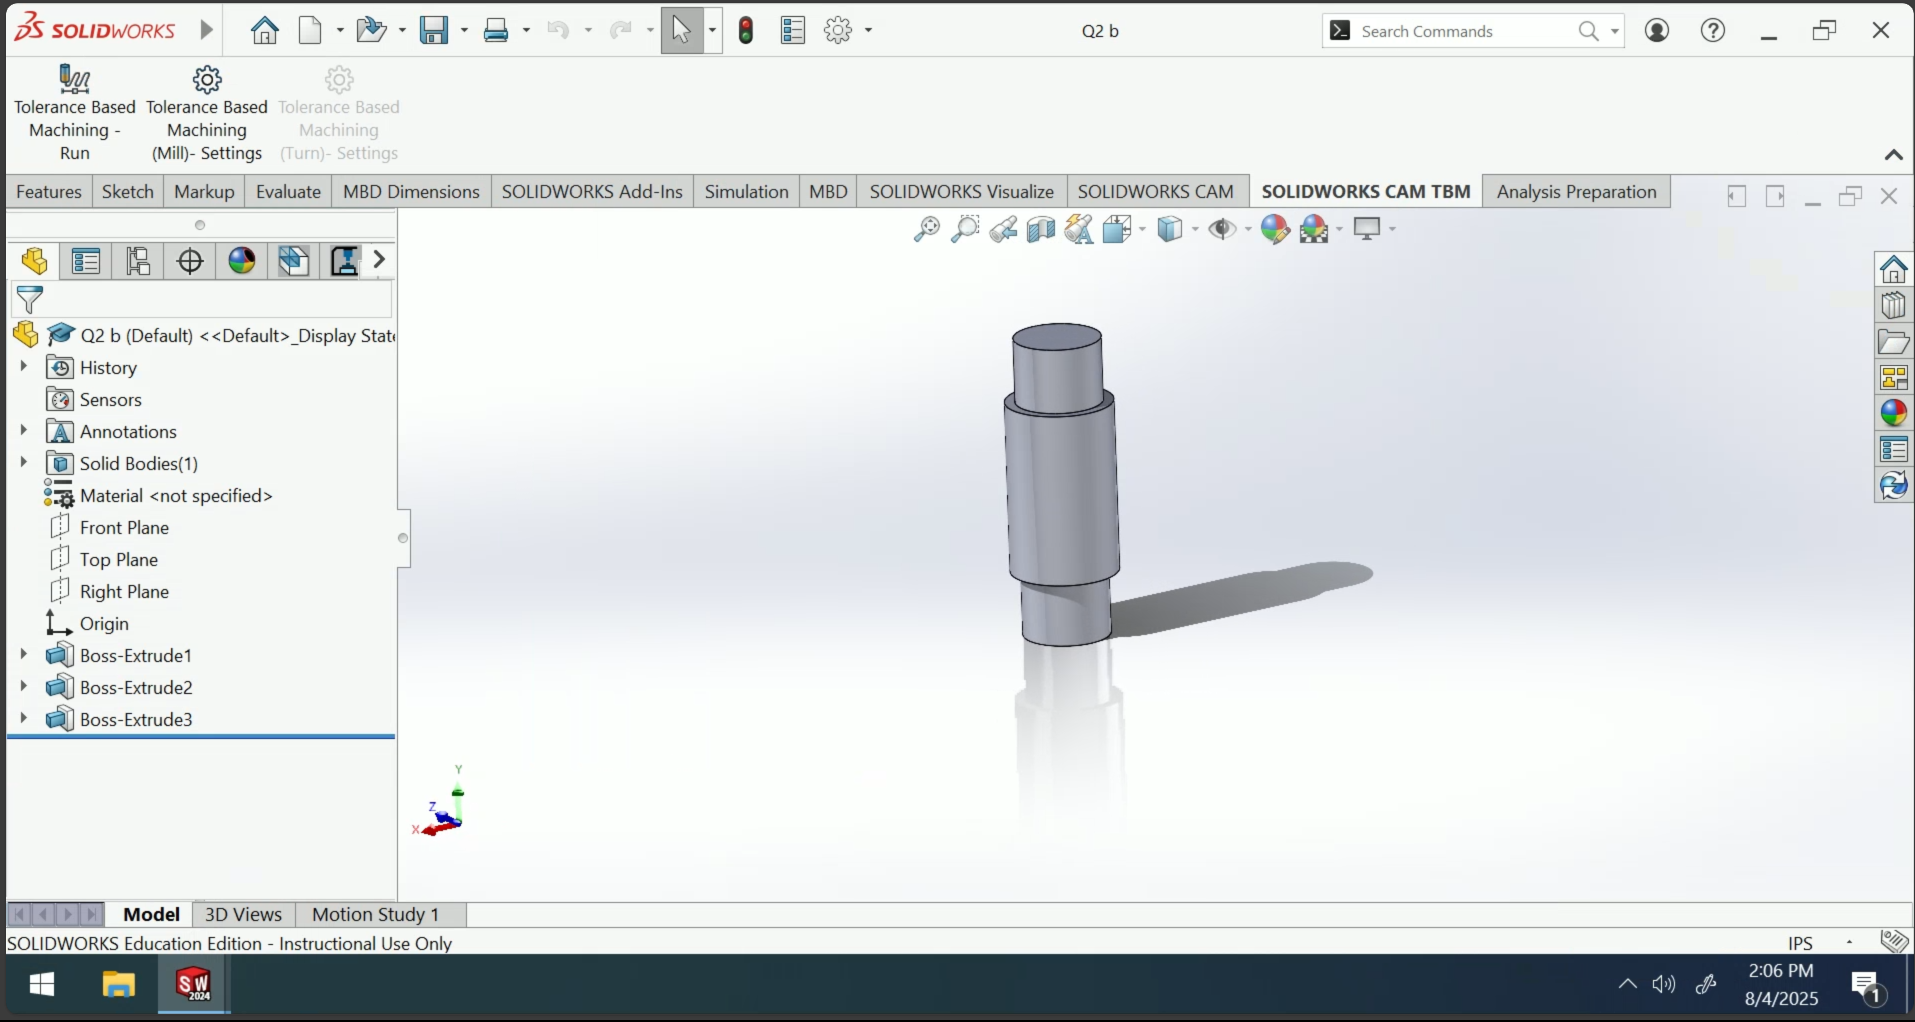 SOLIDWORKS
Q2 b
Search Commands
Tolerance Based Machining - Run
Tolerance Based Machining (Mill)- Settings
Tolerance Based Machining (Turn)- Settings
Features
Sketch
Markup
Evaluate
MBD Dimensions
SOLIDWORKS Add-Ins
Simulation
MBD
SOLIDWORKS Visualize
SOLIDWORKS CAM
SOLIDWORKS CAM TBM
Analysis Preparation
Q2 b (Default) <<Default>_Display State
History
Sensors
Annotations
Solid Bodies(1)
Material <not specified>
Front Plane
Top Plane
Right Plane
Origin
Boss-Extrude1
Boss-Extrude2
Boss-Extrude3
Y
Z
X
Model
3D Views
Motion Study 1
SOLIDWORKS Education Edition - Instructional Use Only
IPS
SW
2024
2:06 PM
8/4/2025
1